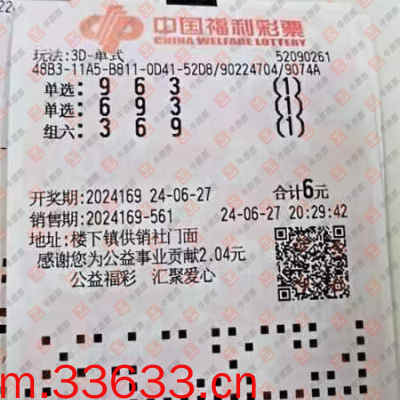 中国福利彩票
CHINA WELFARE LOTTERY
玩法:3D-单式 52090261
48B3-11A5-B811-0D41-52D8/90224704/9074A
单选: 9 6 3 (1)
单选: 6 9 3 (1)
组六: 3 6 9 (1)
开奖期:2024169 24-06-27 合计6元
销售期:2024169-561 24-06-27 20:29:42
地址:楼下镇供销社门面
感谢您为公益事业贡献2.04元
公益福彩 汇聚爱心
m.33633.cn